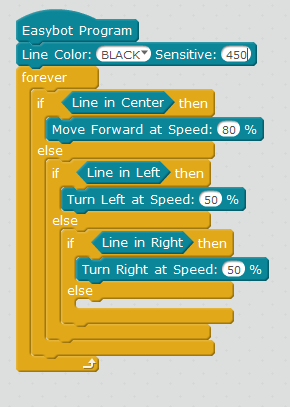 Easybot Program
Line Color: BLACK Sensitive: 450
forever
if Line in Center then
Move Forward at Speed: 80 %
else
if Line in Left then
Turn Left at Speed: 50 %
else
if Line in Right then
Turn Right at Speed: 50 %
else